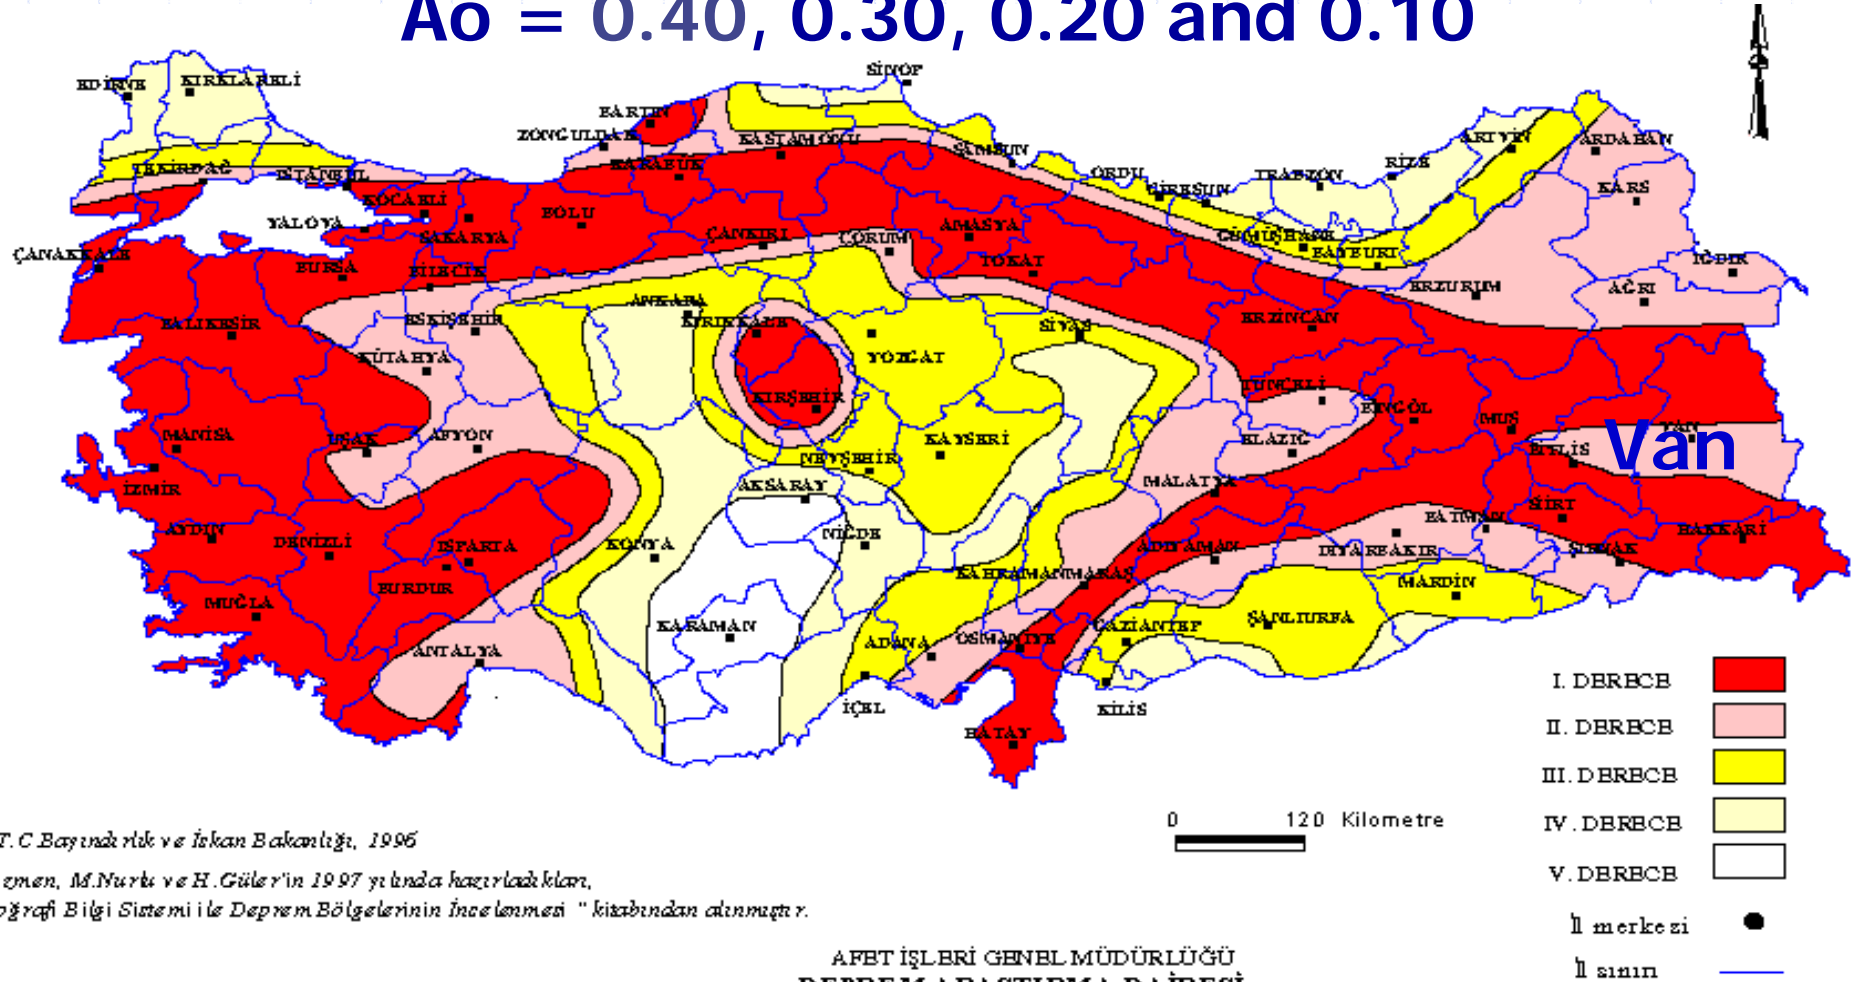 Ao = 0.40, 0.30, 0.20 and 0.10
SİNOP
EDİRNE
KIRKLARELİ
BARTIN
ZONGULDAK
KASTAMONU
SAMSUN
ARTVİN
ARDAHAN
TEKİRDAĞ
İSTANBUL
KARABÜK
ORDU
GİRESUN
TRABZON
RİZE
KARS
KOCAELİ
YALOVA
SAKARYA
BOLU
ÇANKIRI
ÇORUM
AMASYA
GÜMÜŞHANE
BAYBURT
ÇANAKKALE
BURSA
BİLECİK
TOKAT
ERZURUM
AĞRI
IĞDIR
BALIKESİR
ESKİŞEHİR
ANKARA
KIRIKKALE
SİVAS
ERZİNCAN
KÜTAHYA
YOZGAT
TUNCELİ
KIRŞEHİR
BİNGÖL
MUŞ
VAN
MANİSA
UŞAK
AFYON
KAYSERİ
ELAZIĞ
BİTLİS
Van
NEVŞEHİR
İZMİR
AKSARAY
MALATYA
SİİRT
AYDIN
DENİZLİ
ISPARTA
KONYA
NİĞDE
ADIYAMAN
DİYARBAKIR
BATMAN
ŞIRNAK
HAKKARİ
BURDUR
KAHRAMANMARAŞ
MARDİN
MUĞLA
KARAMAN
ADANA
OSMANİYE
GAZİANTEP
ŞANLIURFA
ANTALYA
İÇEL
KİLİS
HATAY
I. DERECE
II. DERECE
III. DERECE
IV. DERECE
V. DERECE
İl merkezi
İl sınırı
0 120 Kilometre
T.C.Bayındırlık ve İskan Bakanlığı, 1996
zmen, M.Nurlu ve H.Güler'in 1997 yılında hazırladıkları,
oğrafi Bilgi Sistemi ile Deprem Bölgelerinin İncelenmesi " kitabından alınmıştır.
AFET İŞLERİ GENEL MÜDÜRLÜĞÜ
DEPREM ARAŞTIRMA DAİRESİ